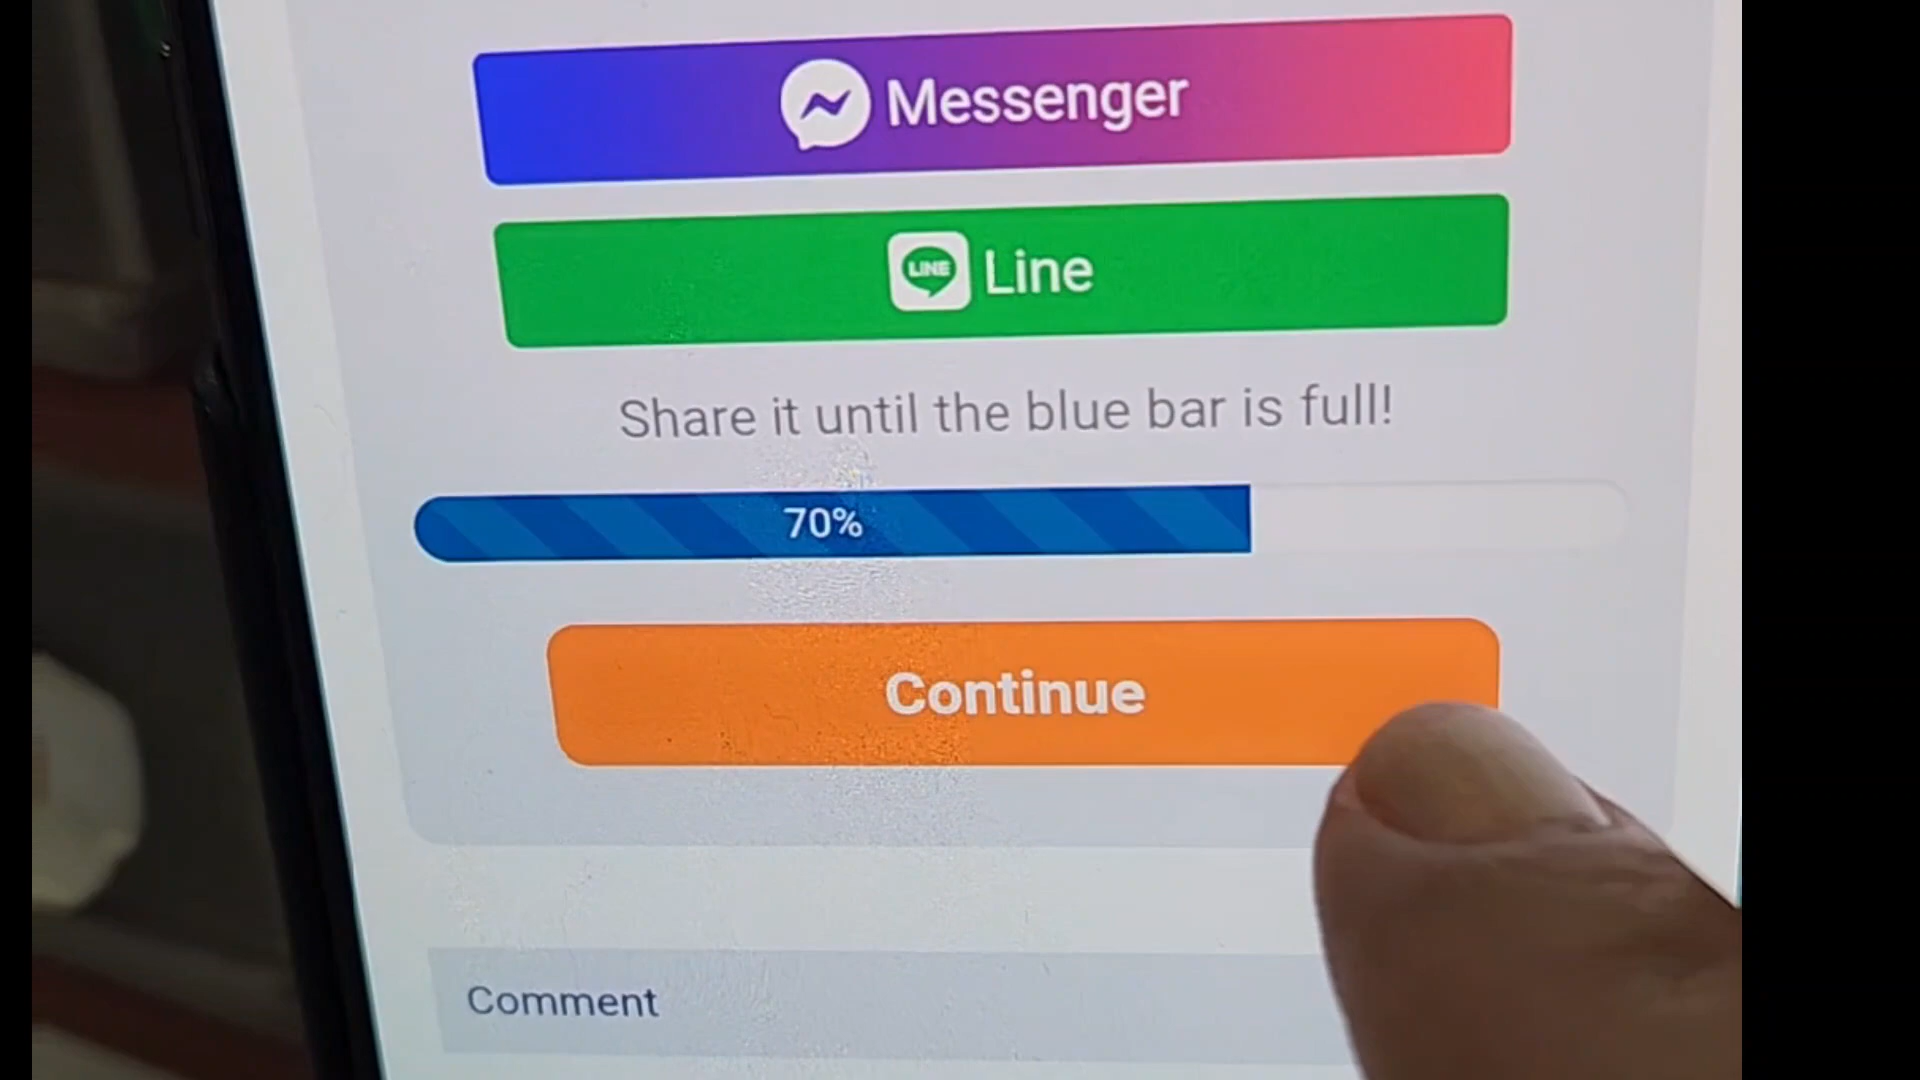 Messenger
LINE Line
Share it until the blue bar is full!
70%
Continue
Comment